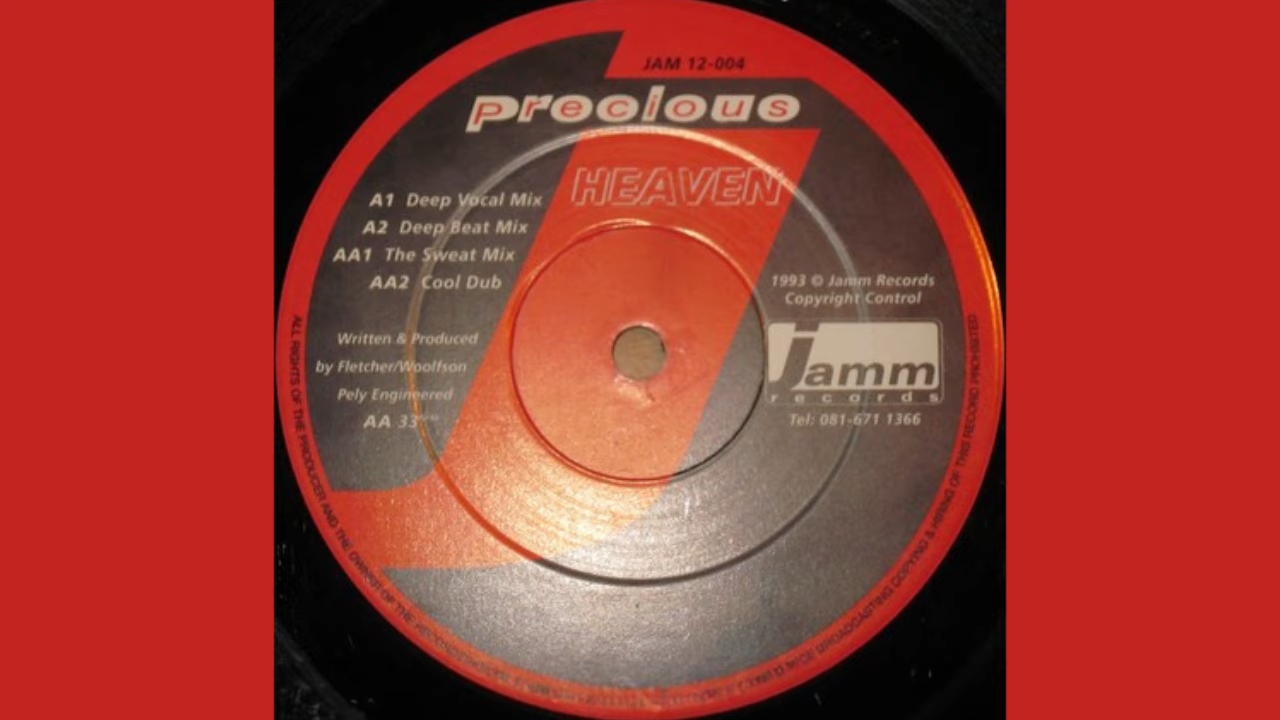 JAM 12-004
precious
HEAVEN
A1 Deep Vocal Mix
A2 Deep Beat Mix
AA1 The Sweat Mix
AA2 Cool Dub
Written & Produced
by Fletcher/Woolfson
Pely Engineered
AA 33
1993 © Jamm Records
Copyright Control
jamm
records
Tel: 081-671 1366
ALL RIGHTS OF THE PRODUCER AND THE OWNER OF THE BROADCASTING COPYING & HIRING OF THIS RECORD PROHIBITED